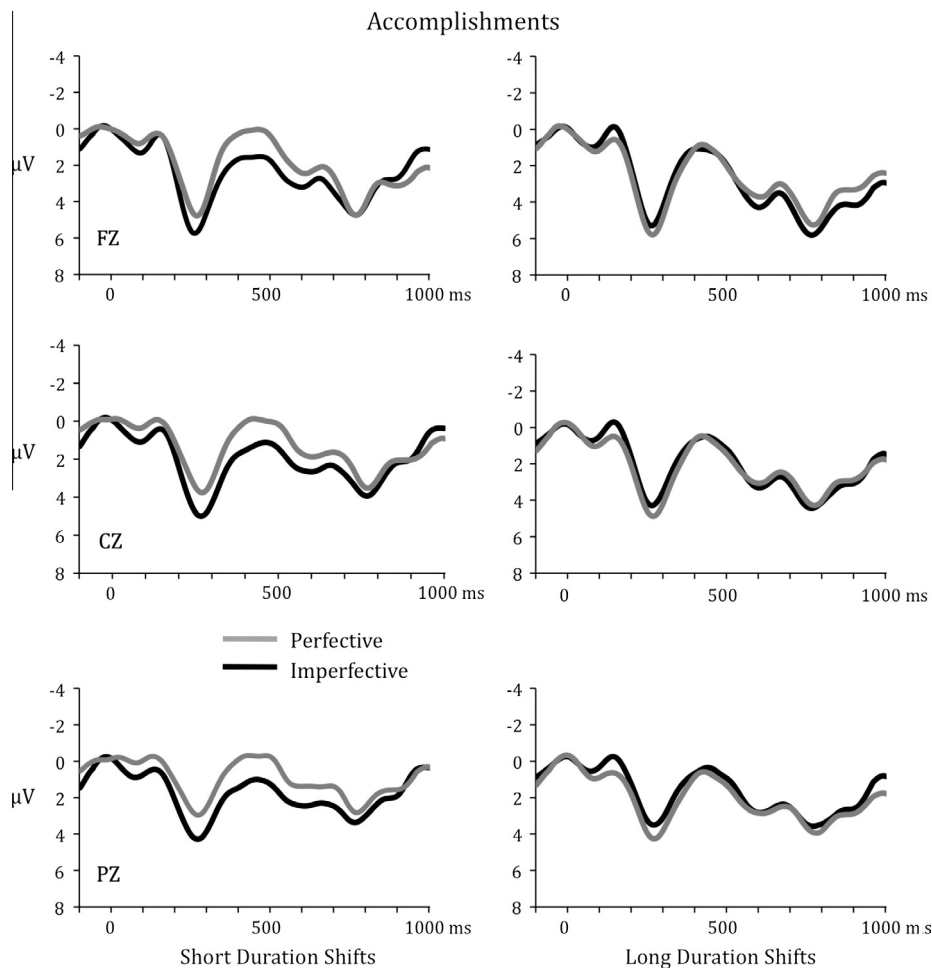 Accomplishments
-4
-2
0
2
4
6
8
μV
FZ
0 500 1000 ms
-4
-2
0
2
4
6
8
0 500 1000 ms
-4
-2
0
2
4
6
8
μV
CZ
0 500 1000 ms
-4
-2
0
2
4
6
8
0 500 1000 ms
Perfective
Imperfective
-4
-2
0
2
4
6
8
μV
PZ
0 500 1000 ms
Short Duration Shifts
-4
-2
0
2
4
6
8
0 500 1000 ms
Long Duration Shifts